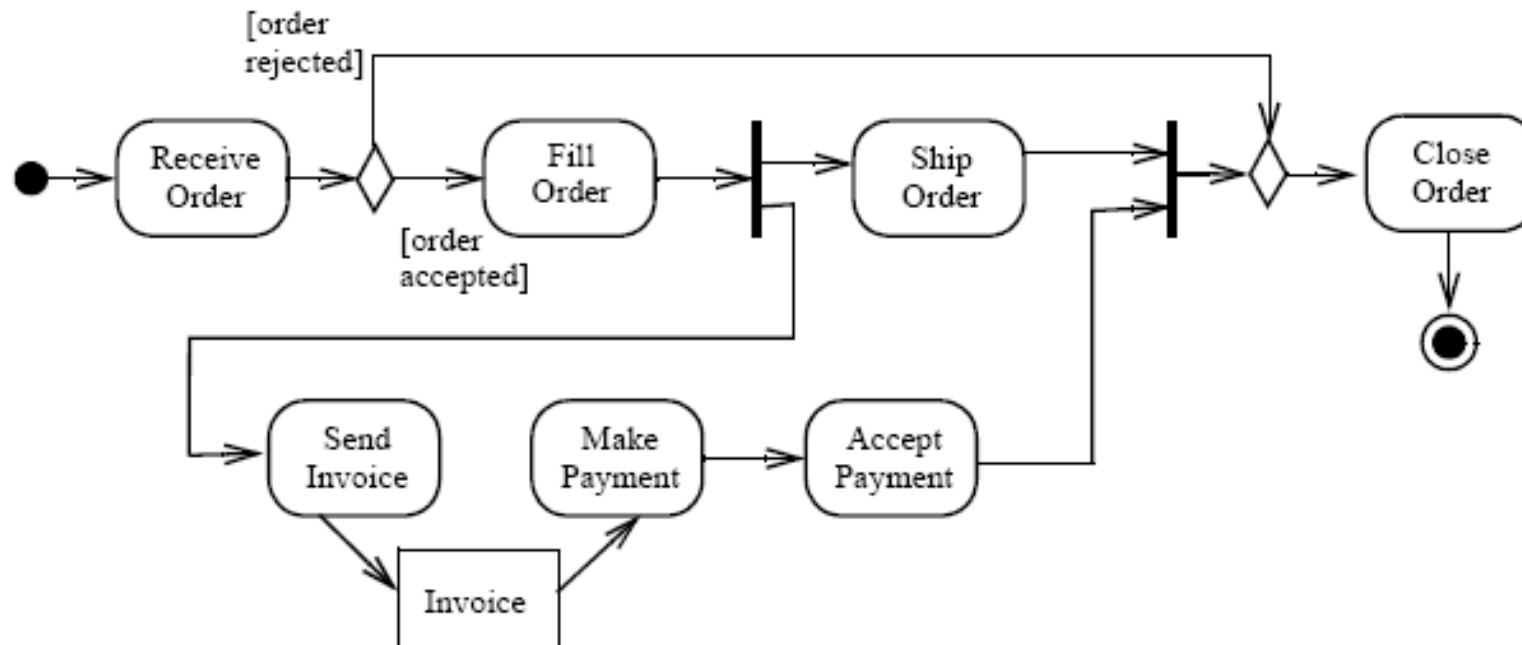 [order
rejected]
Receive
Order
Fill
Order
Ship
Order
Close
Order
[order
accepted]
Send
Invoice
Make
Payment
Accept
Payment
Invoice